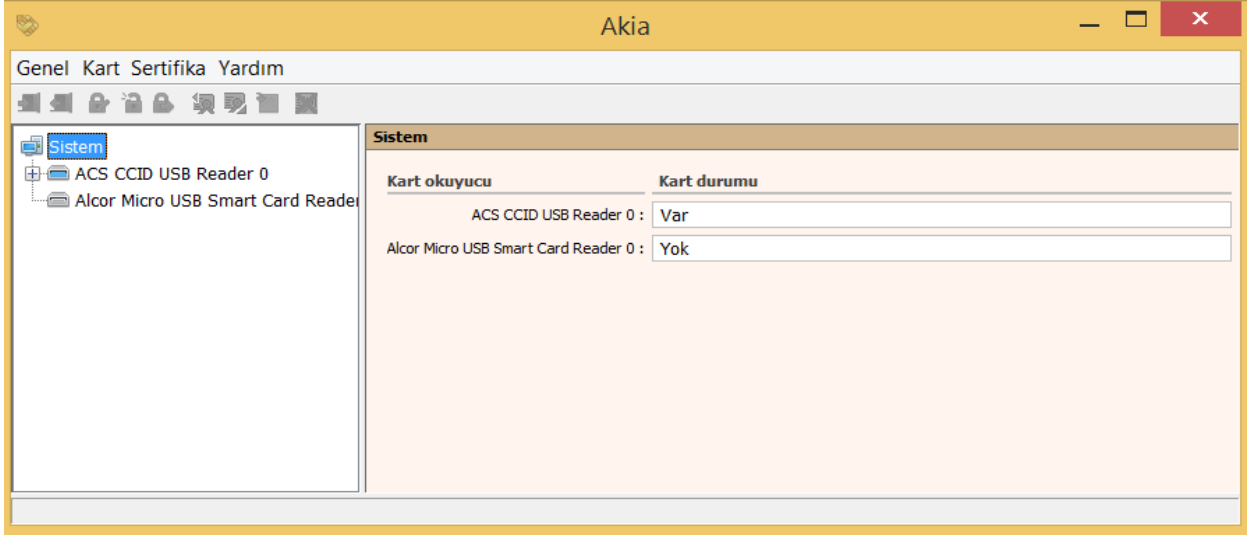 Akia
Genel Kart Sertifika Yardım
Sistem
ACS CCID USB Reader 0
Alcor Micro USB Smart Card Reader
Sistem
Kart okuyucu Kart durumu
ACS CCID USB Reader 0 : Var
Alcor Micro USB Smart Card Reader 0 : Yok